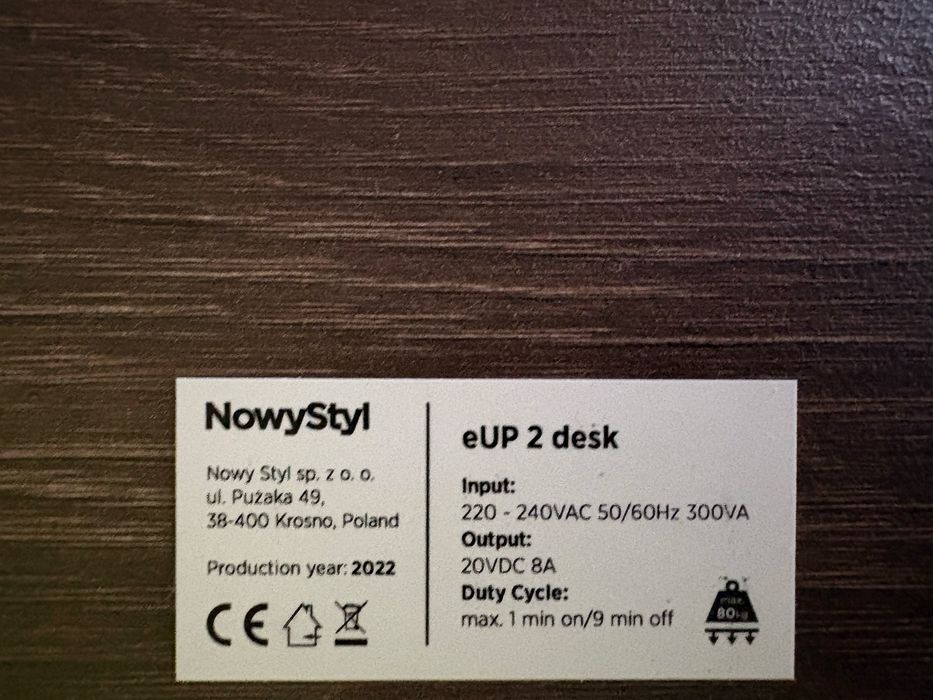 NowyStyl
Nowy Styl sp. z o. o.
ul. Pużaka 49,
38-400 Krosno, Poland
Production year: 2022
CE
eUP 2 desk
Input:
220 - 240VAC 50/60Hz 300VA
Output:
20VDC 8A
Duty Cycle:
max. 1 min on/9 min off
max.
80kg